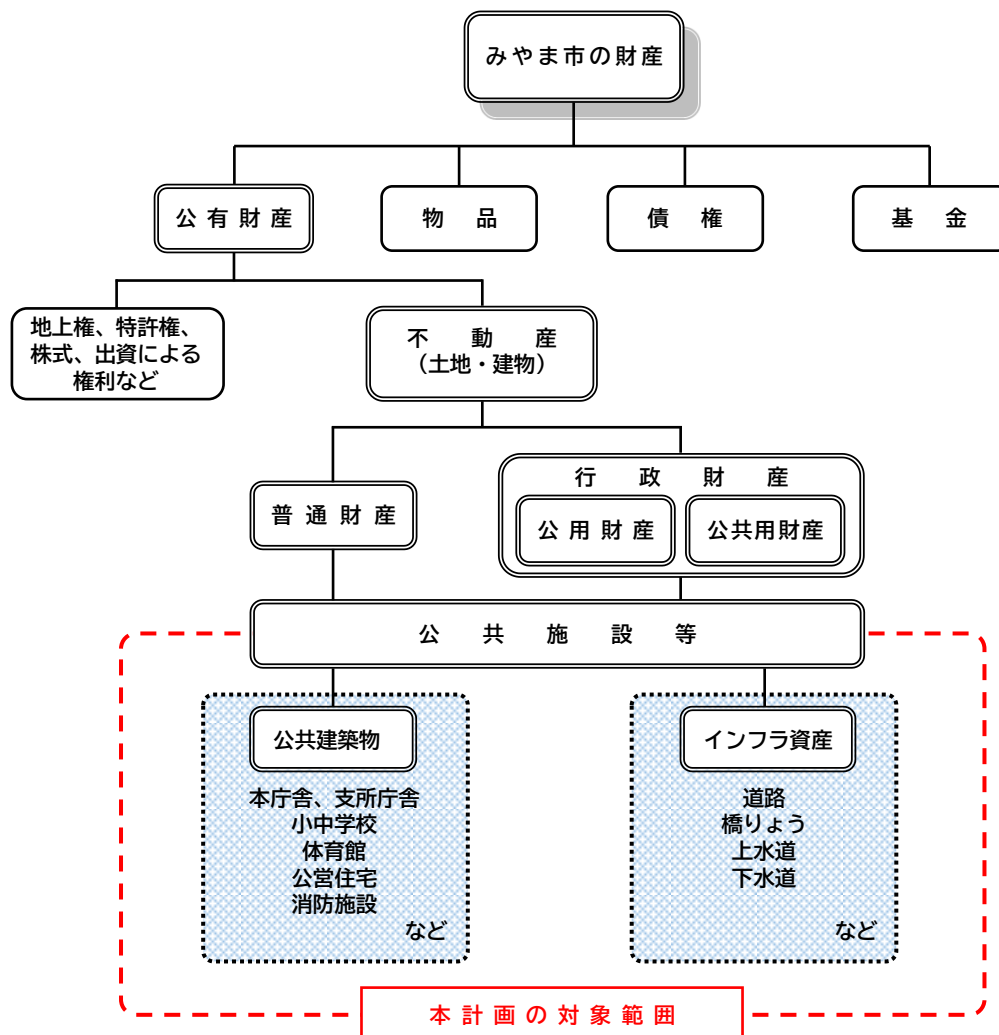 みやま市の財産
公有財産
物品
債権
基金
地上権、特許権、
株式、出資による
権利など
不動産
（土地・建物）
普通財産
行政財産
公用財産
公共用財産
公共施設等
公共建築物
本庁舎、支所庁舎
小中学校
体育館
公営住宅
消防施設
など
インフラ資産
道路
橋りょう
上水道
下水道
など
本計画の対象範囲